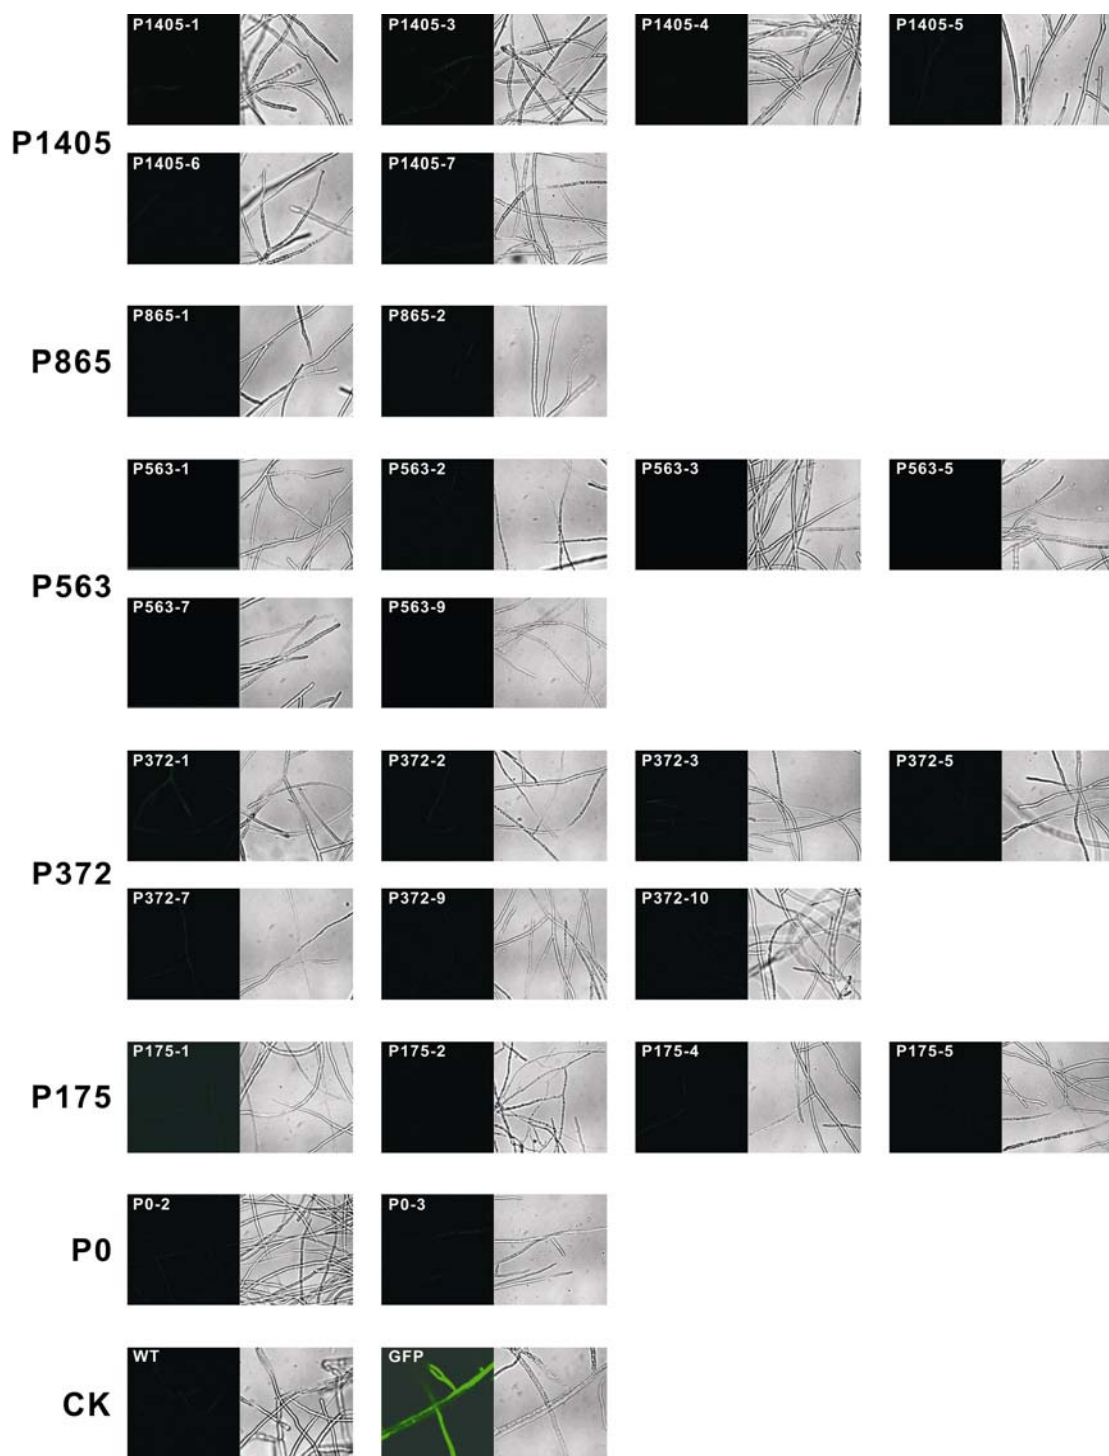 P1405
P1405-1 P1405-3 P1405-4 P1405-5
P1405-6 P1405-7
P865
P865-1 P865-2
P563
P563-1 P563-2 P563-3 P563-5
P563-7 P563-9
P372
P372-1 P372-2 P372-3 P372-5
P372-7 P372-9 P372-10
P175
P175-1 P175-2 P175-4 P175-5
P0
P0-2 P0-3
CK
WT GFP